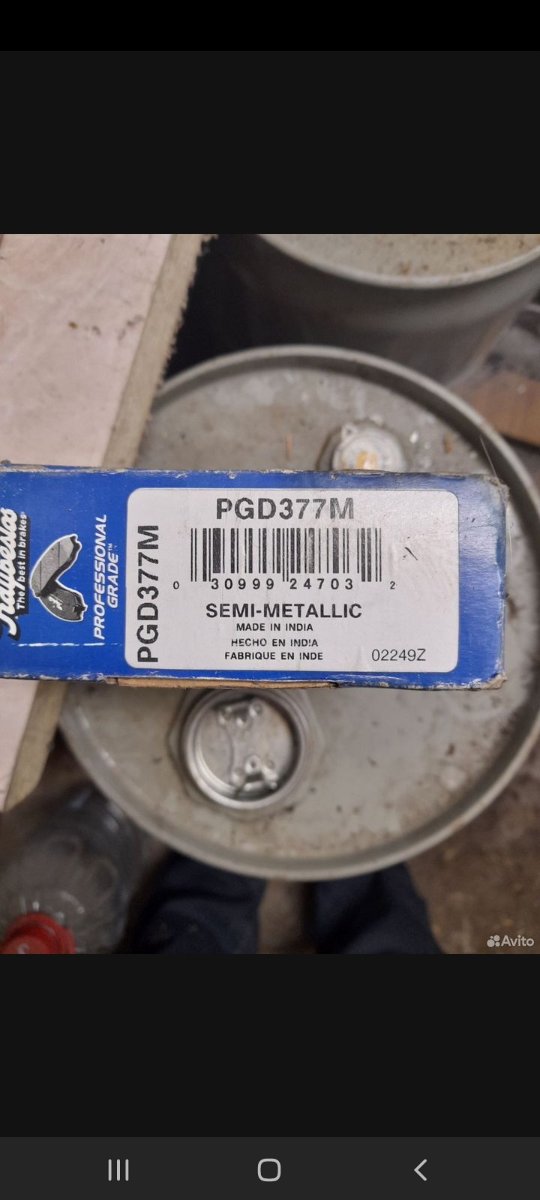 Raybestos
The best in brakes
PROFESSIONAL
GRADE™
PGD377M
PGD377M
0 30999 24703 2
SEMI-METALLIC
MADE IN INDIA
HECHO EN INDIA
FABRIQUE EN INDE
02249Z
Avito